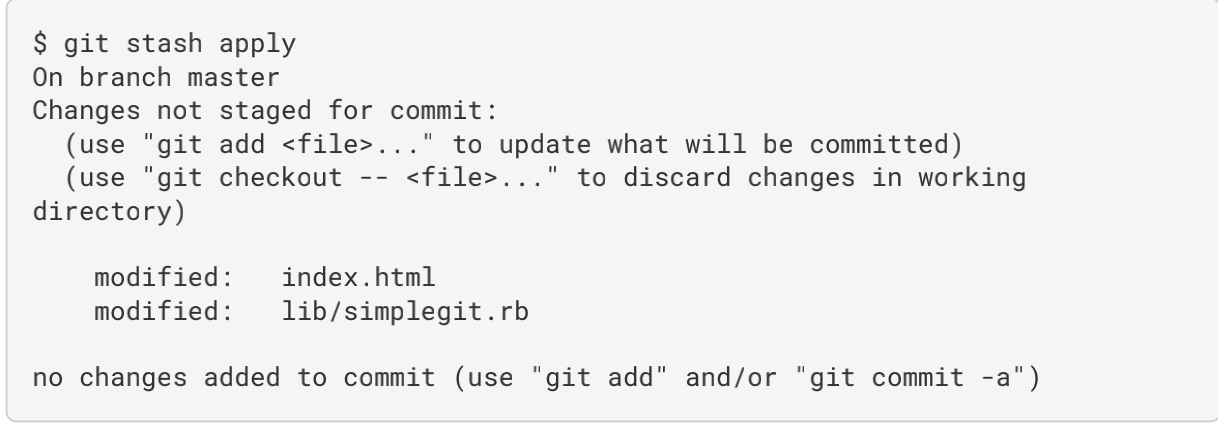 $ git stash apply
On branch master
Changes not staged for commit:
  (use "git add <file>..." to update what will be committed)
  (use "git checkout -- <file>..." to discard changes in working
directory)

    modified:   index.html
    modified:   lib/simplegit.rb

no changes added to commit (use "git add" and/or "git commit -a")